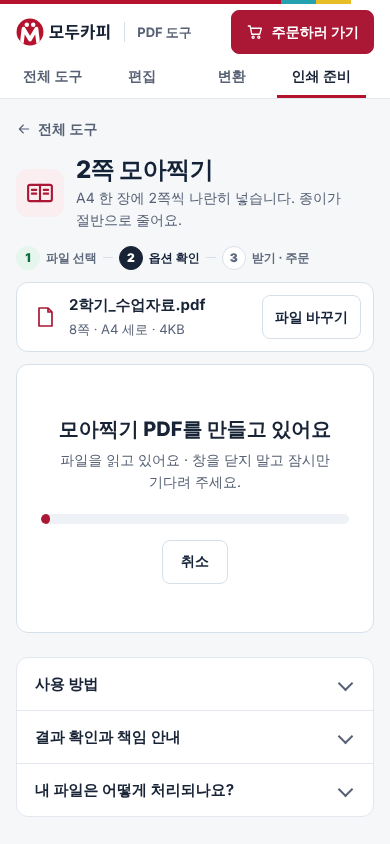 모두카피
PDF 도구
주문하러 가기
전체 도구
편집
변환
인쇄 준비
← 전체 도구
2쪽 모아찍기
A4 한 장에 2쪽씩 나란히 넣습니다. 종이가
절반으로 줄어요.
1 파일 선택 2 옵션 확인 3 받기 · 주문
2학기_수업자료.pdf
8쪽 · A4 세로 · 4KB
파일 바꾸기
모아찍기 PDF를 만들고 있어요
파일을 읽고 있어요 · 창을 닫지 말고 잠시만
기다려 주세요.
취소
사용 방법
결과 확인과 책임 안내
내 파일은 어떻게 처리되나요?